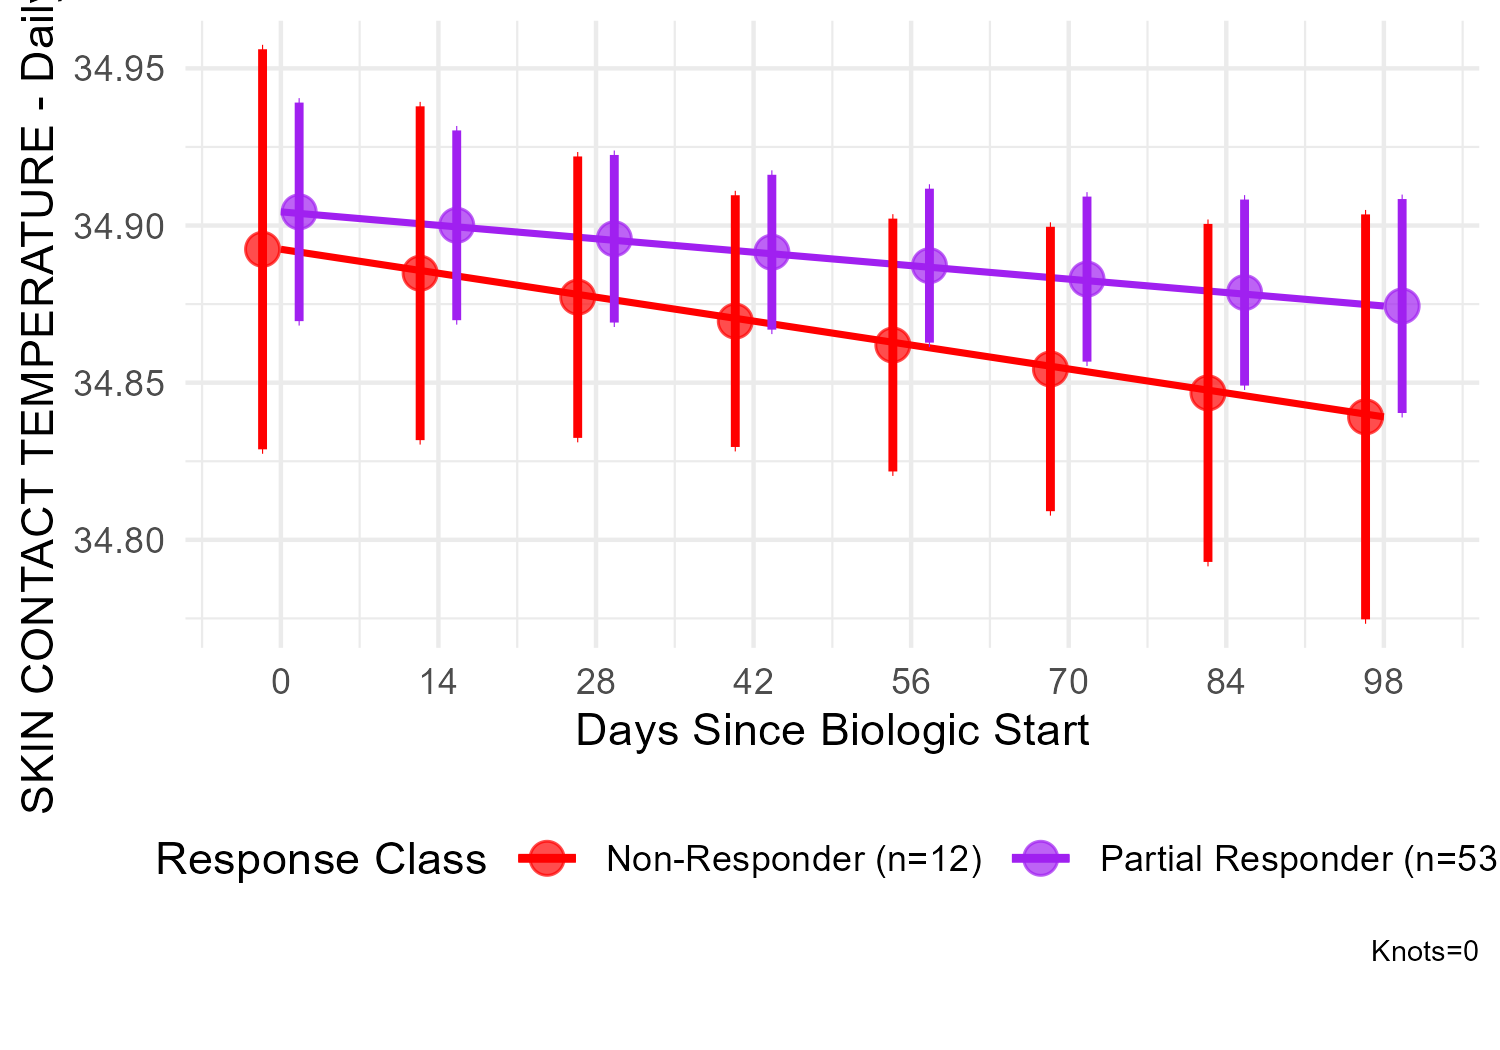 SKIN CONTACT TEMPERATURE - Daily
34.95
34.90
34.85
34.80
0 14 28 42 56 70 84 98
Days Since Biologic Start
Response Class Non-Responder (n=12) Partial Responder (n=53
Knots=0